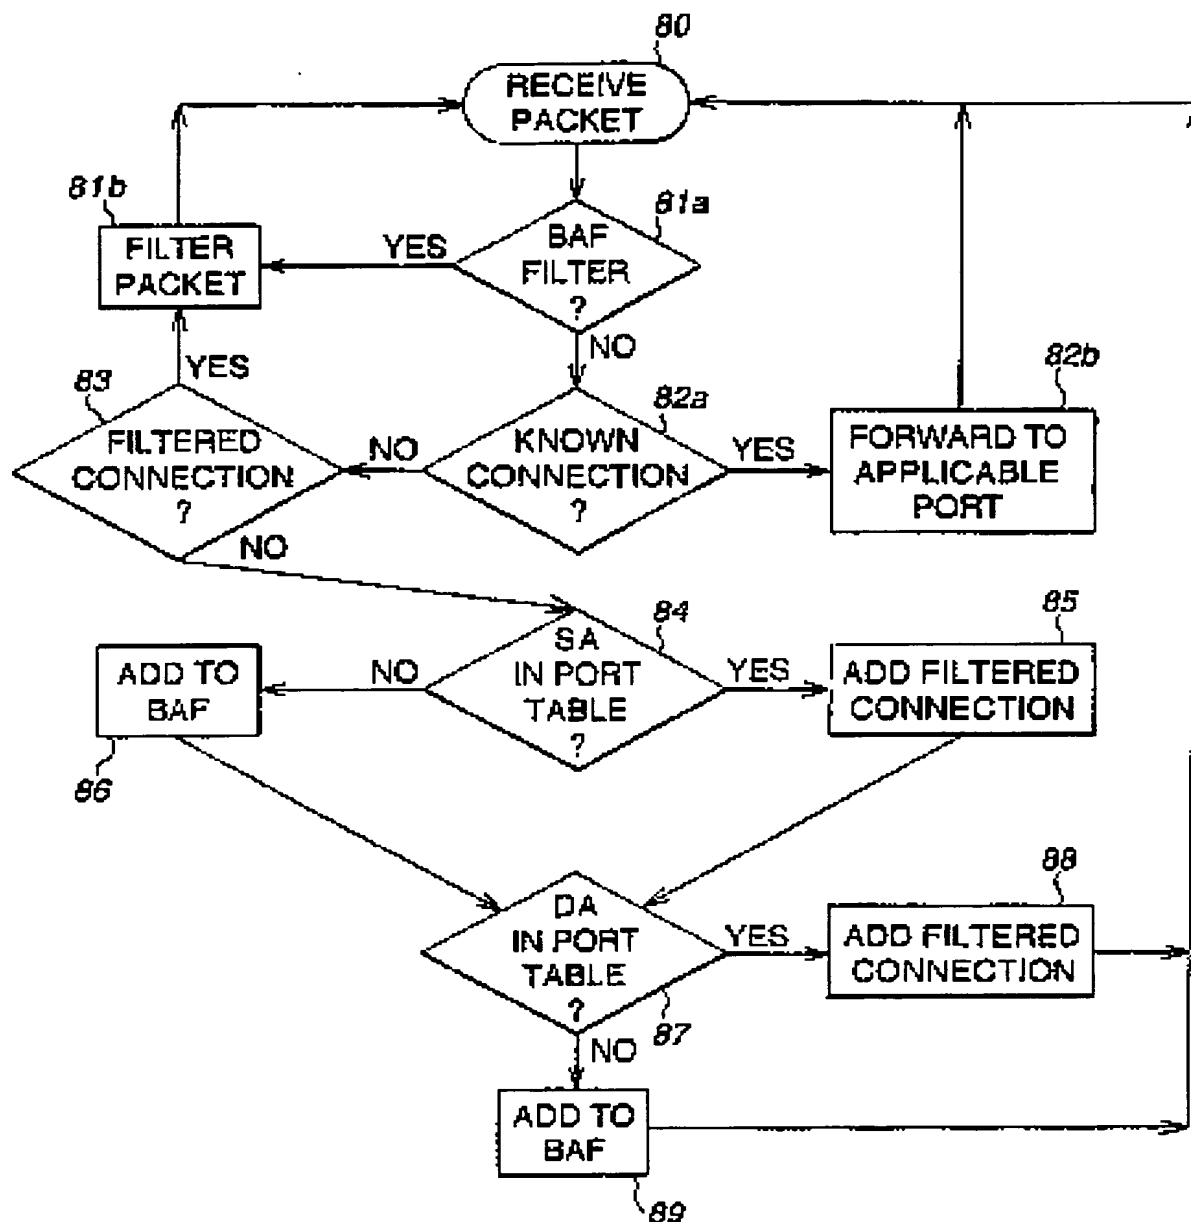 80
RECEIVE
PACKET
81b
81a
FILTER
PACKET
YES
BAF
FILTER
?
NO
YES
83
82a
82b
FILTERED
CONNECTION
?
NO
KNOWN
CONNECTION
?
YES
FORWARD TO
APPLICABLE
PORT
NO
84
85
ADD TO
BAF
NO
SA
IN PORT
TABLE
?
YES
ADD FILTERED
CONNECTION
86
88
DA
IN PORT
TABLE
?
YES
ADD FILTERED
CONNECTION
87
NO
ADD TO
BAF
89